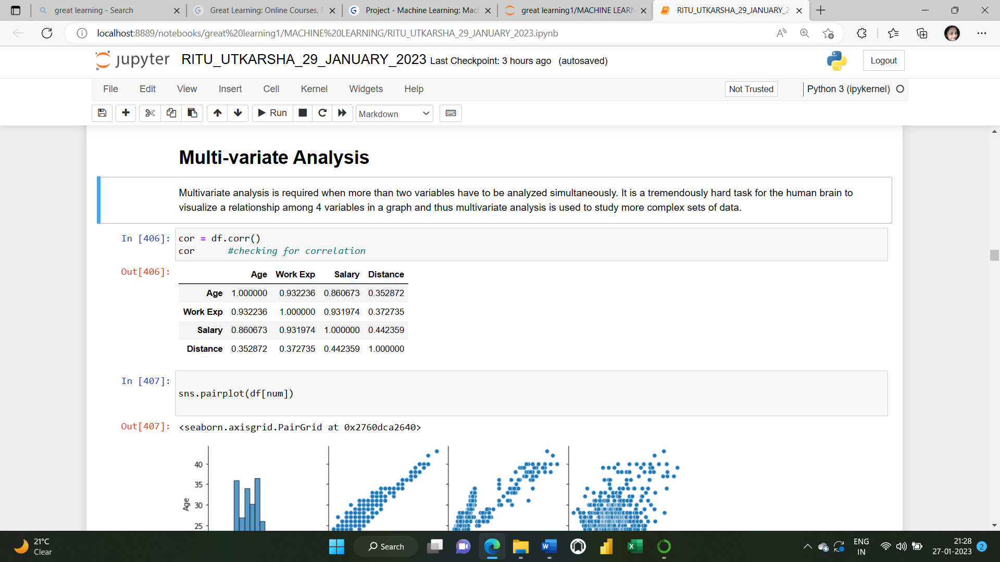 great learning - Search
Great Learning: Online Courses,
Project - Machine Learning: Mac
great learning1/MACHINE LEARN
RITU_UTKARSHA_29_JANUARY_2
localhost:8889/notebooks/great%20learning1/MACHINE%20LEARNING/RITU_UTKARSHA_29_JANUARY_2023.ipynb
jupyter RITU_UTKARSHA_29_JANUARY_2023 Last Checkpoint: 3 hours ago (autosaved)
Logout
File Edit View Insert Cell Kernel Widgets Help
Not Trusted
Python 3 (ipykernel)
Run
Markdown
Multi-variate Analysis
Multivariate analysis is required when more than two variables have to be analyzed simultaneously. It is a tremendously hard task for the human brain to
visualize a relationship among 4 variables in a graph and thus multivariate analysis is used to study more complex sets of data.
In [406]: cor = df.corr()
cor #checking for correlation
Out[406]:
Age Work Exp Salary Distance
Age 1.000000 0.932236 0.860673 0.352872
Work Exp 0.932236 1.000000 0.931974 0.372735
Salary 0.860673 0.931974 1.000000 0.442359
Distance 0.352872 0.372735 0.442359 1.000000
In [407]:
sns.pairplot(df[num])
Out[407]: <seaborn.axisgrid.PairGrid at 0x2760dca2640>
40
35
Age
30
25
21°C
Clear
Search
ENG
IN
21:28
27-01-2023
2